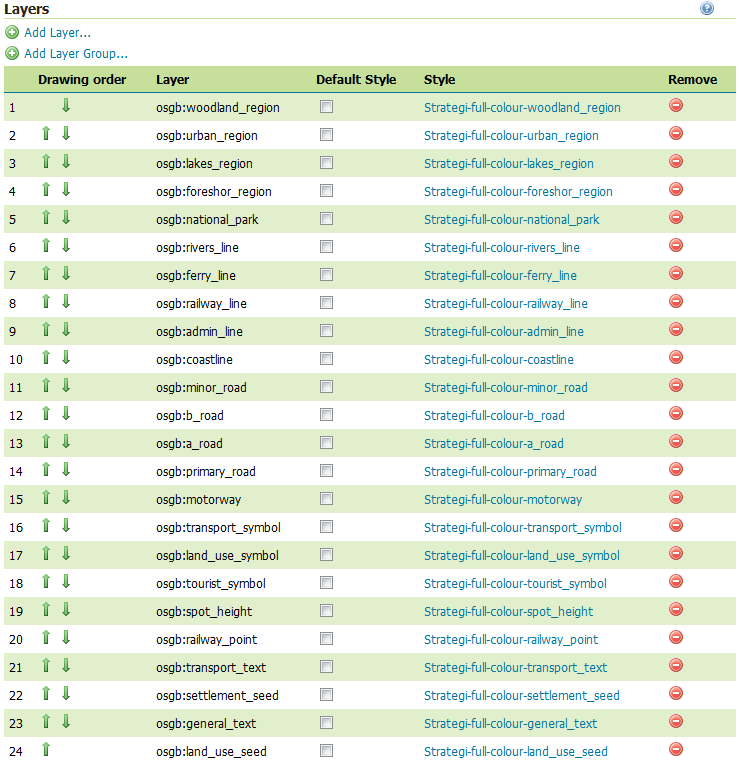 Layers
Add Layer...
Add Layer Group...
Drawing order Layer Default Style Style Remove
1 osgb:woodland_region Strategi-full-colour-woodland_region
2 osgb:urban_region Strategi-full-colour-urban_region
3 osgb:lakes_region Strategi-full-colour-lakes_region
4 osgb:foreshor_region Strategi-full-colour-foreshor_region
5 osgb:national_park Strategi-full-colour-national_park
6 osgb:rivers_line Strategi-full-colour-rivers_line
7 osgb:ferry_line Strategi-full-colour-ferry_line
8 osgb:railway_line Strategi-full-colour-railway_line
9 osgb:admin_line Strategi-full-colour-admin_line
10 osgb:coastline Strategi-full-colour-coastline
11 osgb:minor_road Strategi-full-colour-minor_road
12 osgb:b_road Strategi-full-colour-b_road
13 osgb:a_road Strategi-full-colour-a_road
14 osgb:primary_road Strategi-full-colour-primary_road
15 osgb:motorway Strategi-full-colour-motorway
16 osgb:transport_symbol Strategi-full-colour-transport_symbol
17 osgb:land_use_symbol Strategi-full-colour-land_use_symbol
18 osgb:tourist_symbol Strategi-full-colour-tourist_symbol
19 osgb:spot_height Strategi-full-colour-spot_height
20 osgb:railway_point Strategi-full-colour-railway_point
21 osgb:transport_text Strategi-full-colour-transport_text
22 osgb:settlement_seed Strategi-full-colour-settlement_seed
23 osgb:general_text Strategi-full-colour-general_text
24 osgb:land_use_seed Strategi-full-colour-land_use_seed